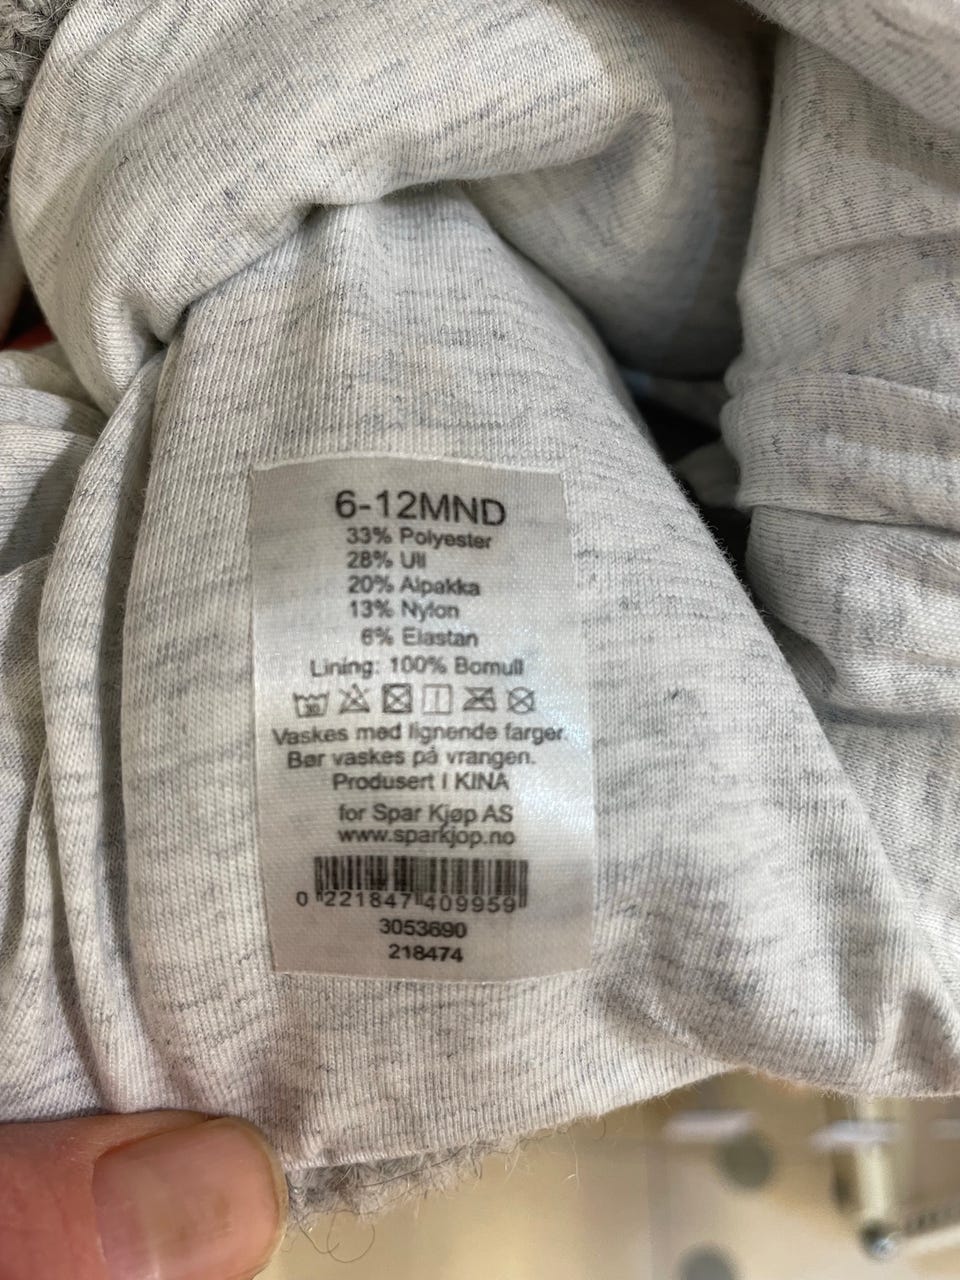 6-12MND
33% Polyester
28% Ull
20% Alpakka
13% Nylon
6% Elastan
Lining: 100% Bomull
30
Vaskes med lignende farger.
Bør vaskes på vrangen.
Produsert I KINA
for Spar Kjøp AS
www.sparkjop.no
0 221847 409959
3053690
218474